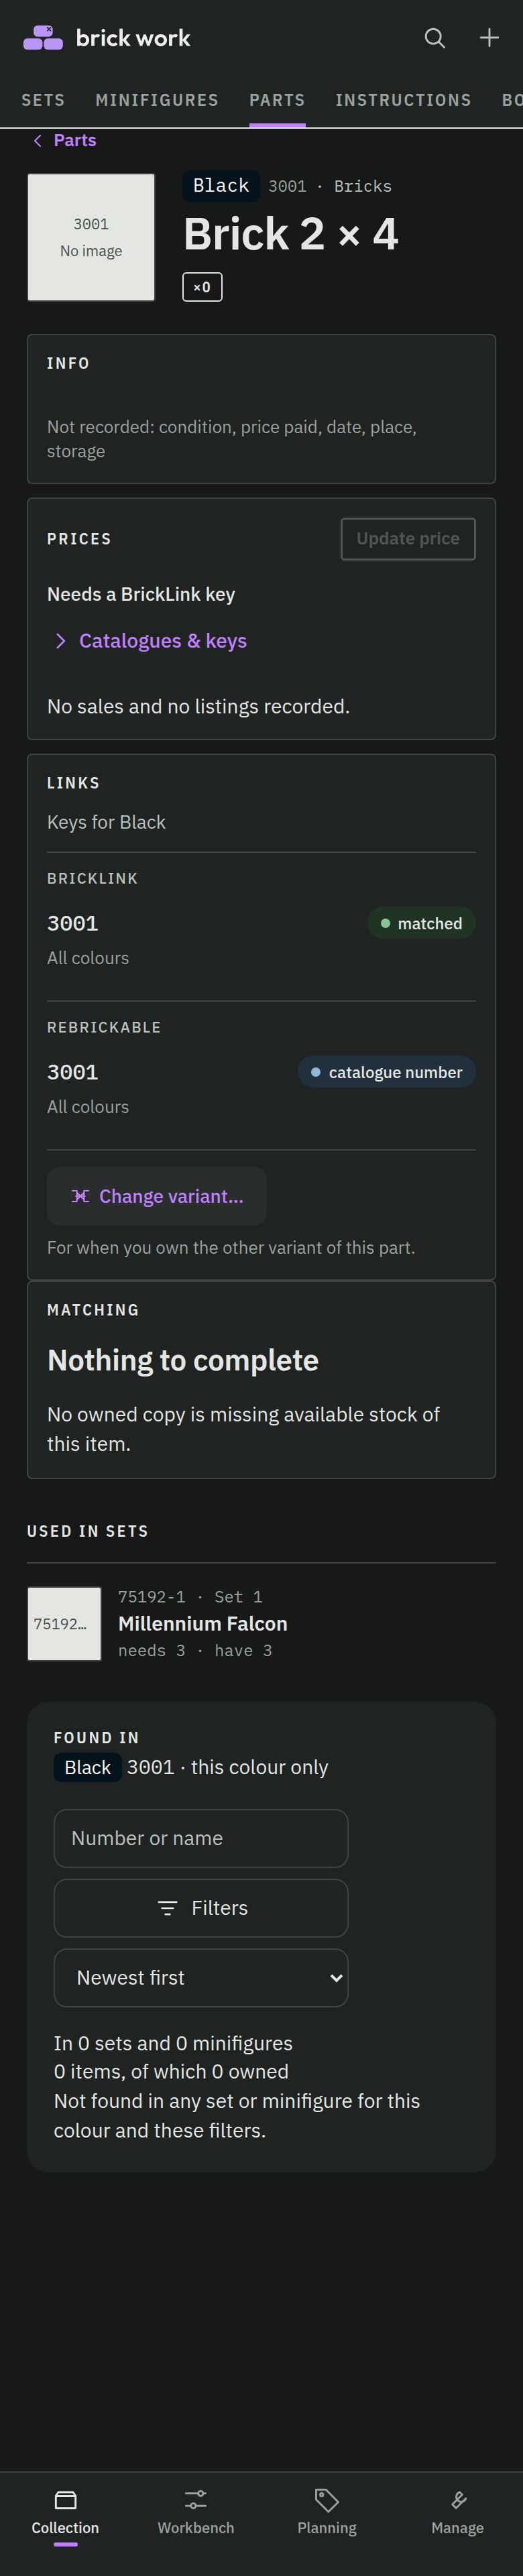 brick work
SETS MINIFIGURES PARTS INSTRUCTIONS BO
Parts
3001
No image
Black 3001 · Bricks
Brick 2 × 4
×0
INFO
Not recorded: condition, price paid, date, place,
storage
PRICES
Update price
Needs a BrickLink key
Catalogues & keys
No sales and no listings recorded.
LINKS
Keys for Black
BRICKLINK
3001 matched
All colours
REBRICKABLE
3001 catalogue number
All colours
Change variant...
For when you own the other variant of this part.
MATCHING
Nothing to complete
No owned copy is missing available stock of
this item.
USED IN SETS
75192…
75192-1 · Set 1
Millennium Falcon
needs 3 · have 3
FOUND IN
Black 3001 · this colour only
Number or name
Filters
Newest first
In 0 sets and 0 minifigures
0 items, of which 0 owned
Not found in any set or minifigure for this
colour and these filters.
Collection Workbench Planning Manage